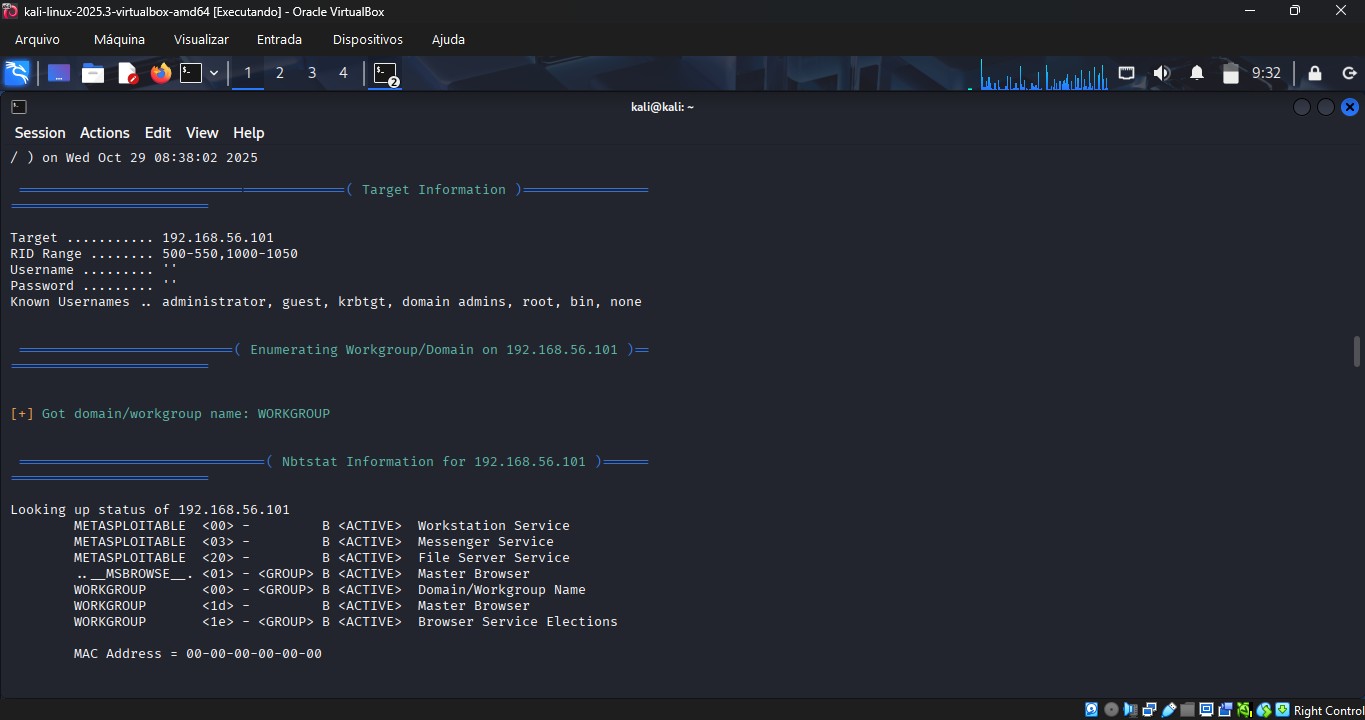 kali-linux-2025.3-virtualbox-amd64 [Executando] - Oracle VirtualBox
Arquivo Máquina Visualizar Entrada Dispositivos Ajuda
1 2 3 4 2 9:32
kali@kali: ~
Session Actions Edit View Help
/ ) on Wed Oct 29 08:38:02 2025
=========================================( Target Information )================
=========================
Target ........... 192.168.56.101
RID Range ........ 500-550,1000-1050
Username ......... ''
Password ......... ''
Known Usernames .. administrator, guest, krbtgt, domain admins, root, bin, none
===========================( Enumerating Workgroup/Domain on 192.168.56.101 )==
=========================
[+] Got domain/workgroup name: WORKGROUP
===============================( Nbtstat Information for 192.168.56.101 )======
=========================
Looking up status of 192.168.56.101
METASPLOITABLE <00> - B <ACTIVE> Workstation Service
METASPLOITABLE <03> - B <ACTIVE> Messenger Service
METASPLOITABLE <20> - B <ACTIVE> File Server Service
..__MSBROWSE__. <01> - <GROUP> B <ACTIVE> Master Browser
WORKGROUP <00> - <GROUP> B <ACTIVE> Domain/Workgroup Name
WORKGROUP <1d> - B <ACTIVE> Master Browser
WORKGROUP <1e> - <GROUP> B <ACTIVE> Browser Service Elections
MAC Address = 00-00-00-00-00-00
Right Control